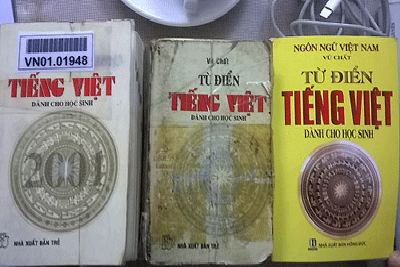 VN01.01948
TIẾNG VIỆT
DÀNH CHO HỌC SINH
2001
NHÀ XUẤT BẢN TRẺ
Vũ Chất
TỪ ĐIỂN
TIẾNG VIỆT
DÀNH CHO HỌC SINH
NHÀ XUẤT BẢN TRẺ
NGÔN NGỮ VIỆT NAM
VŨ CHẤT
TỪ ĐIỂN
TIẾNG VIỆT
DÀNH CHO HỌC SINH
NHÀ XUẤT BẢN HỒNG ĐỨC